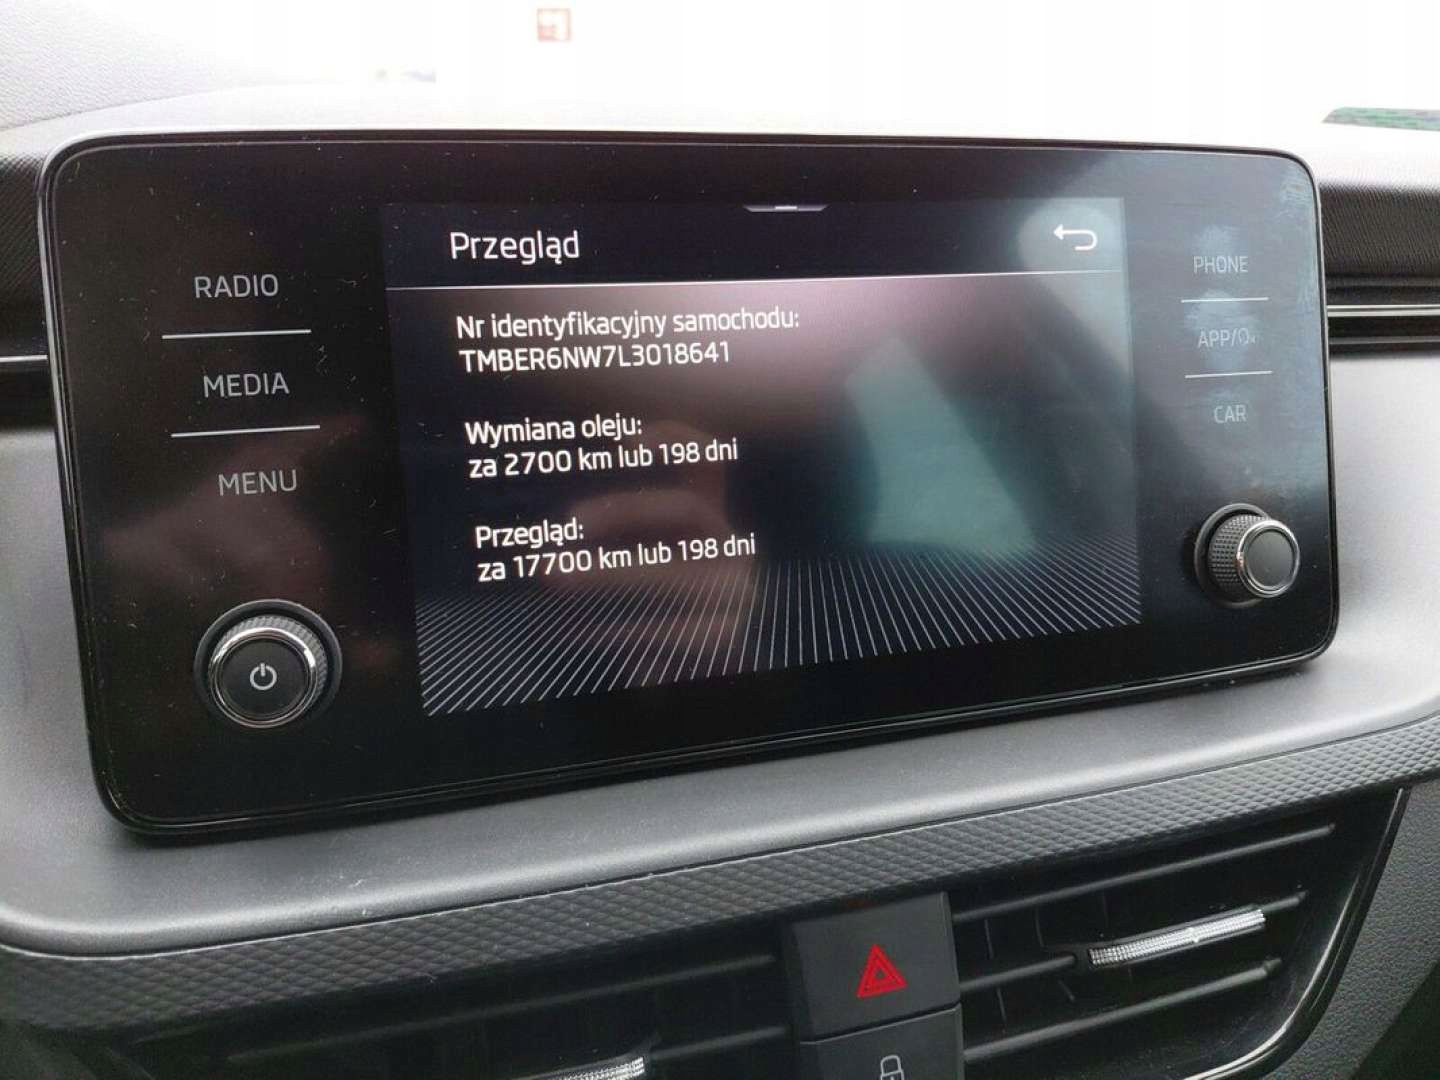 Przegląd
Nr identyfikacyjny samochodu:
TMBER6NW7L3018641
Wymiana oleju:
za 2700 km lub 198 dni
Przegląd:
za 17700 km lub 198 dni
RADIO
MEDIA
MENU
PHONE
APP/
CAR